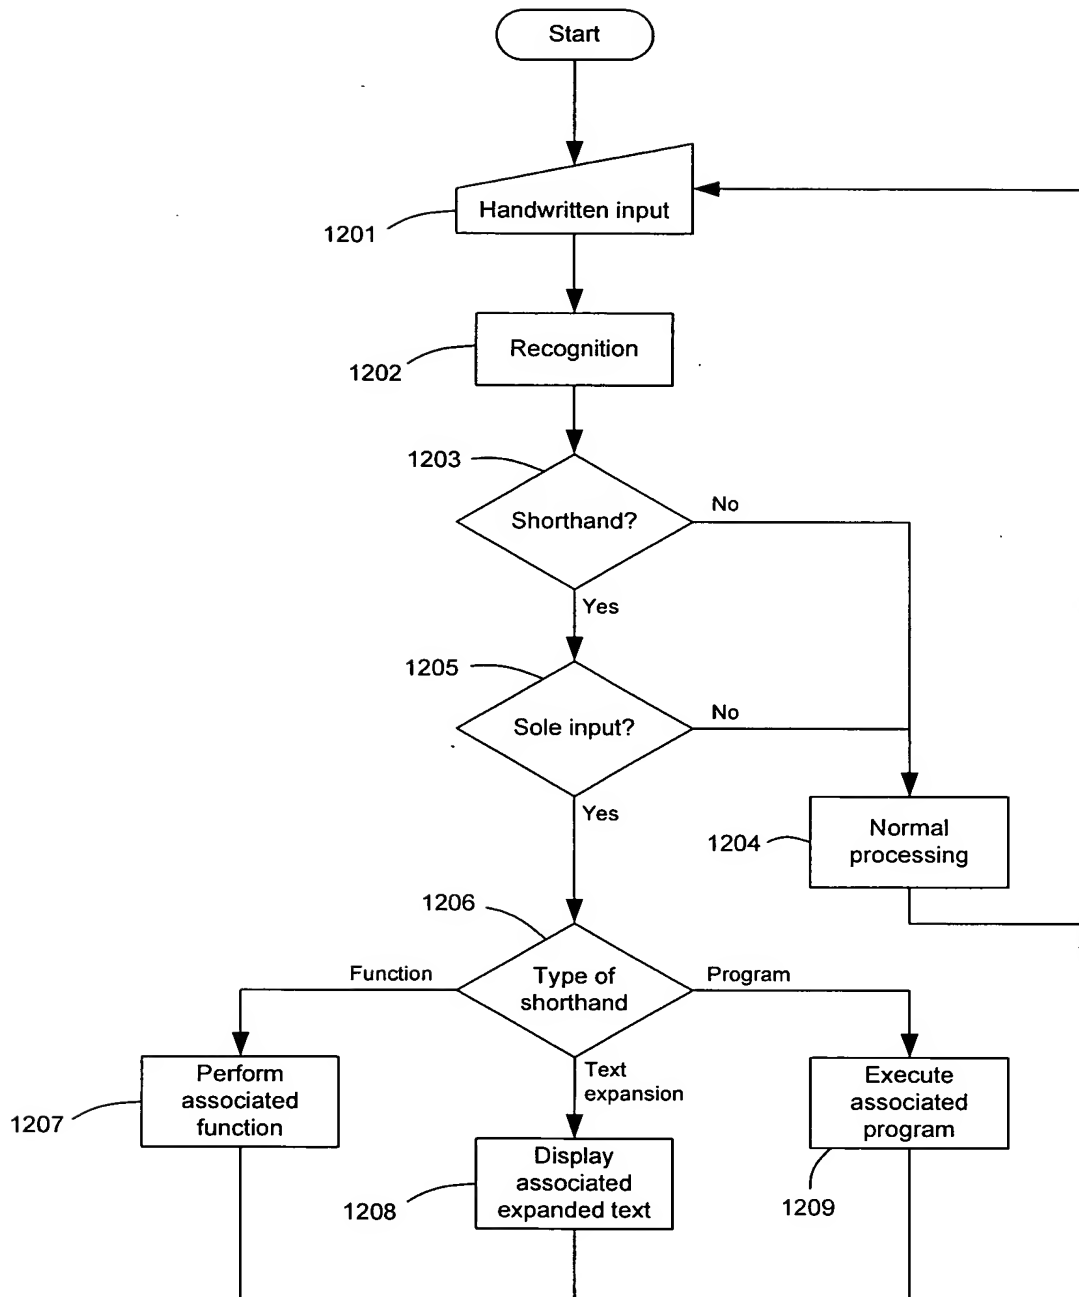 Start
Handwritten input
1201
Recognition
1202
1203
Shorthand?
No
Yes
1205
Sole input?
No
Yes
1204
Normal
processing
1206
Function
Type of
shorthand
Program
Text
expansion
Perform
associated
function
1207
Execute
associated
program
1209
Display
associated
expanded text
1208